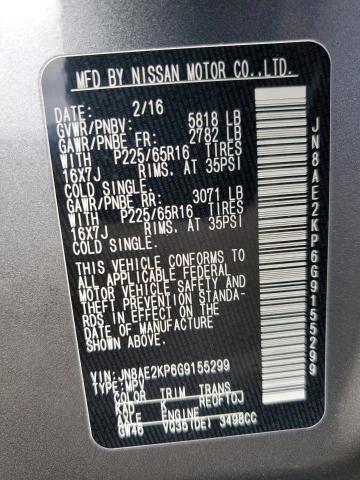 MFD BY NISSAN MOTOR CO.,LTD.
DATE: 2/16
GVWR/PNBV: 5818 LB
GAWR/PNBE FR: 2782 LB
WITH P225/65R16 TIRES
16X7J RIMS, AT 35PSI
COLD SINGLE.
GAWR/PNBE RR: 3071 LB
WITH P225/65R16 TIRES
16X7J RIMS, AT 35PSI
COLD SINGLE.
THIS VEHICLE CONFORMS TO
ALL APPLICABLE FEDERAL
MOTOR VEHICLE SAFETY AND
THEFT PREVENTION STANDA-
RDS IN EFFECT ON THE
DATE OF MANUFACTURE
SHOWN ABOVE.
VIN: JN8AE2KP6G9155299
TYPE:MPV
COLOR TRIM TRANS
KAD K RE0F10J
AXLE ENGINE
GW46 VQ35(DE) 3498CC
JN8AE2KP6G9155299